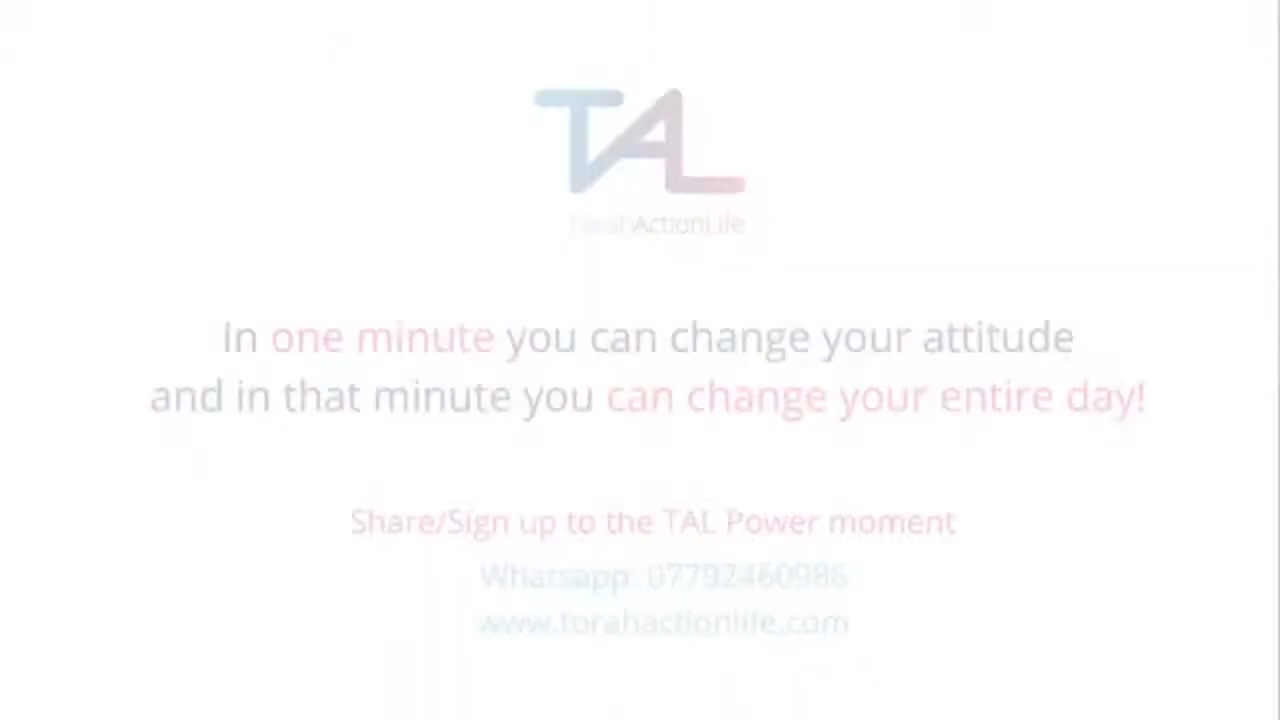 TAL
TorahActionLife
In one minute you can change your attitude
and in that minute you can change your entire day!
Share/Sign up to the TAL Power moment
Whatsapp: 07792460986
www.torahactionlife.com